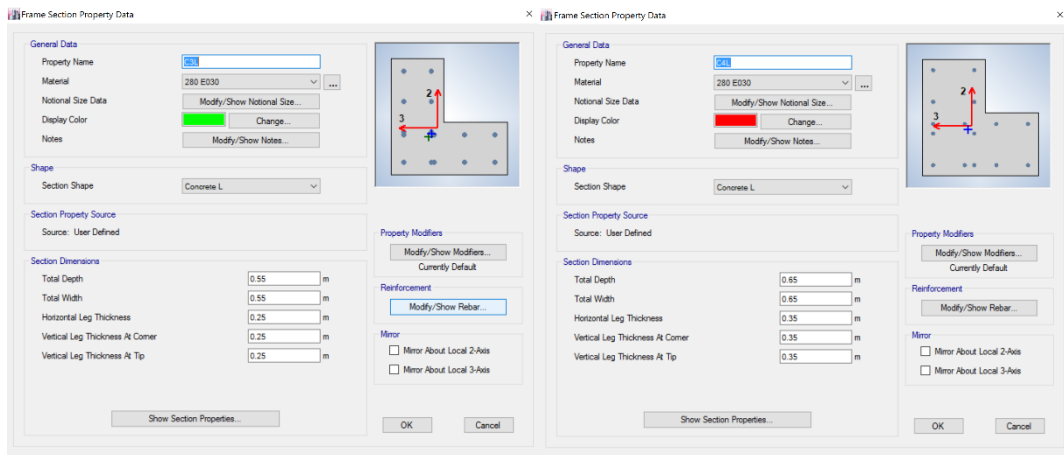 Frame Section Property Data
General Data
Property Name C3L
Material 280 E030 ...
Notional Size Data Modify/Show Notional Size...
Display Color Change...
Notes Modify/Show Notes...
2
3
Shape
Section Shape Concrete L
Section Property Source
Source: User Defined
Section Dimensions
Total Depth 0.55 m
Total Width 0.55 m
Horizontal Leg Thickness 0.25 m
Vertical Leg Thickness At Corner 0.25 m
Vertical Leg Thickness At Tip 0.25 m
Show Section Properties...
Property Modifiers
Modify/Show Modifiers...
Currently Default
Reinforcement
Modify/Show Rebar...
Mirror
Mirror About Local 2-Axis
Mirror About Local 3-Axis
OK Cancel
Frame Section Property Data
General Data
Property Name C4L
Material 280 E030 ...
Notional Size Data Modify/Show Notional Size...
Display Color Change...
Notes Modify/Show Notes...
2
3
Shape
Section Shape Concrete L
Section Property Source
Source: User Defined
Section Dimensions
Total Depth 0.65 m
Total Width 0.65 m
Horizontal Leg Thickness 0.35 m
Vertical Leg Thickness At Corner 0.35 m
Vertical Leg Thickness At Tip 0.35 m
Show Section Properties...
Property Modifiers
Modify/Show Modifiers...
Currently Default
Reinforcement
Modify/Show Rebar...
Mirror
Mirror About Local 2-Axis
Mirror About Local 3-Axis
OK Cancel